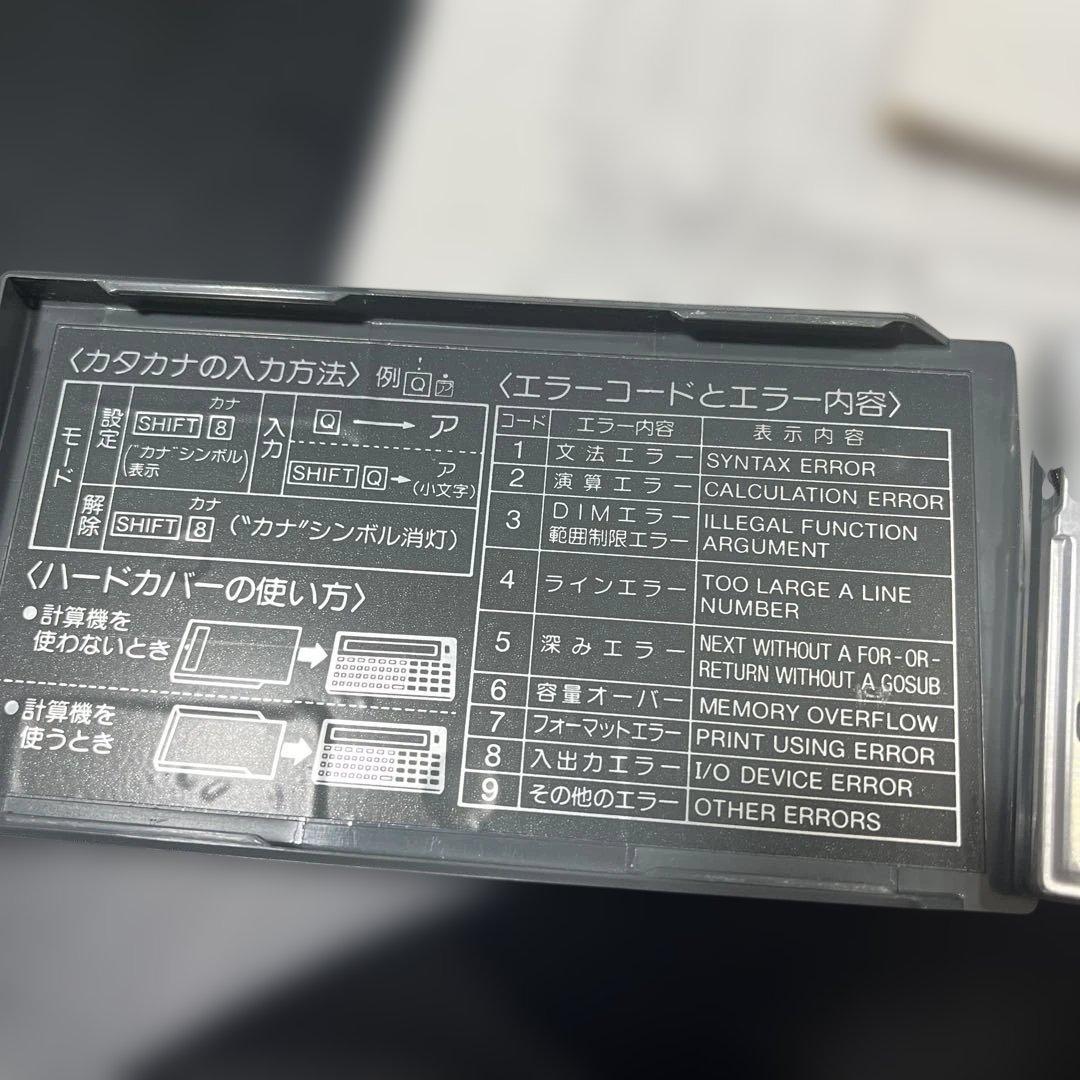 〈カタカナの入力方法〉 例 Q ア
モード 設定 カナ SHIFT 8 (“カナ”シンボル表示) 入力 Q → ア
SHIFT Q → ア (小文字)
解除 カナ SHIFT 8 (“カナ”シンボル消灯)
〈ハードカバーの使い方〉
●計算機を
使わないとき
●計算機を
使うとき
〈エラーコードとエラー内容〉
コード エラー内容 表示内容
1 文法エラー SYNTAX ERROR
2 演算エラー CALCULATION ERROR
3 DIMエラー ILLEGAL FUNCTION
範囲制限エラー ARGUMENT
4 ラインエラー TOO LARGE A LINE
NUMBER
5 深みエラー NEXT WITHOUT A FOR-OR-
RETURN WITHOUT A GOSUB
6 容量オーバー MEMORY OVERFLOW
7 フォーマットエラー PRINT USING ERROR
8 入出力エラー I/O DEVICE ERROR
9 その他のエラー OTHER ERRORS